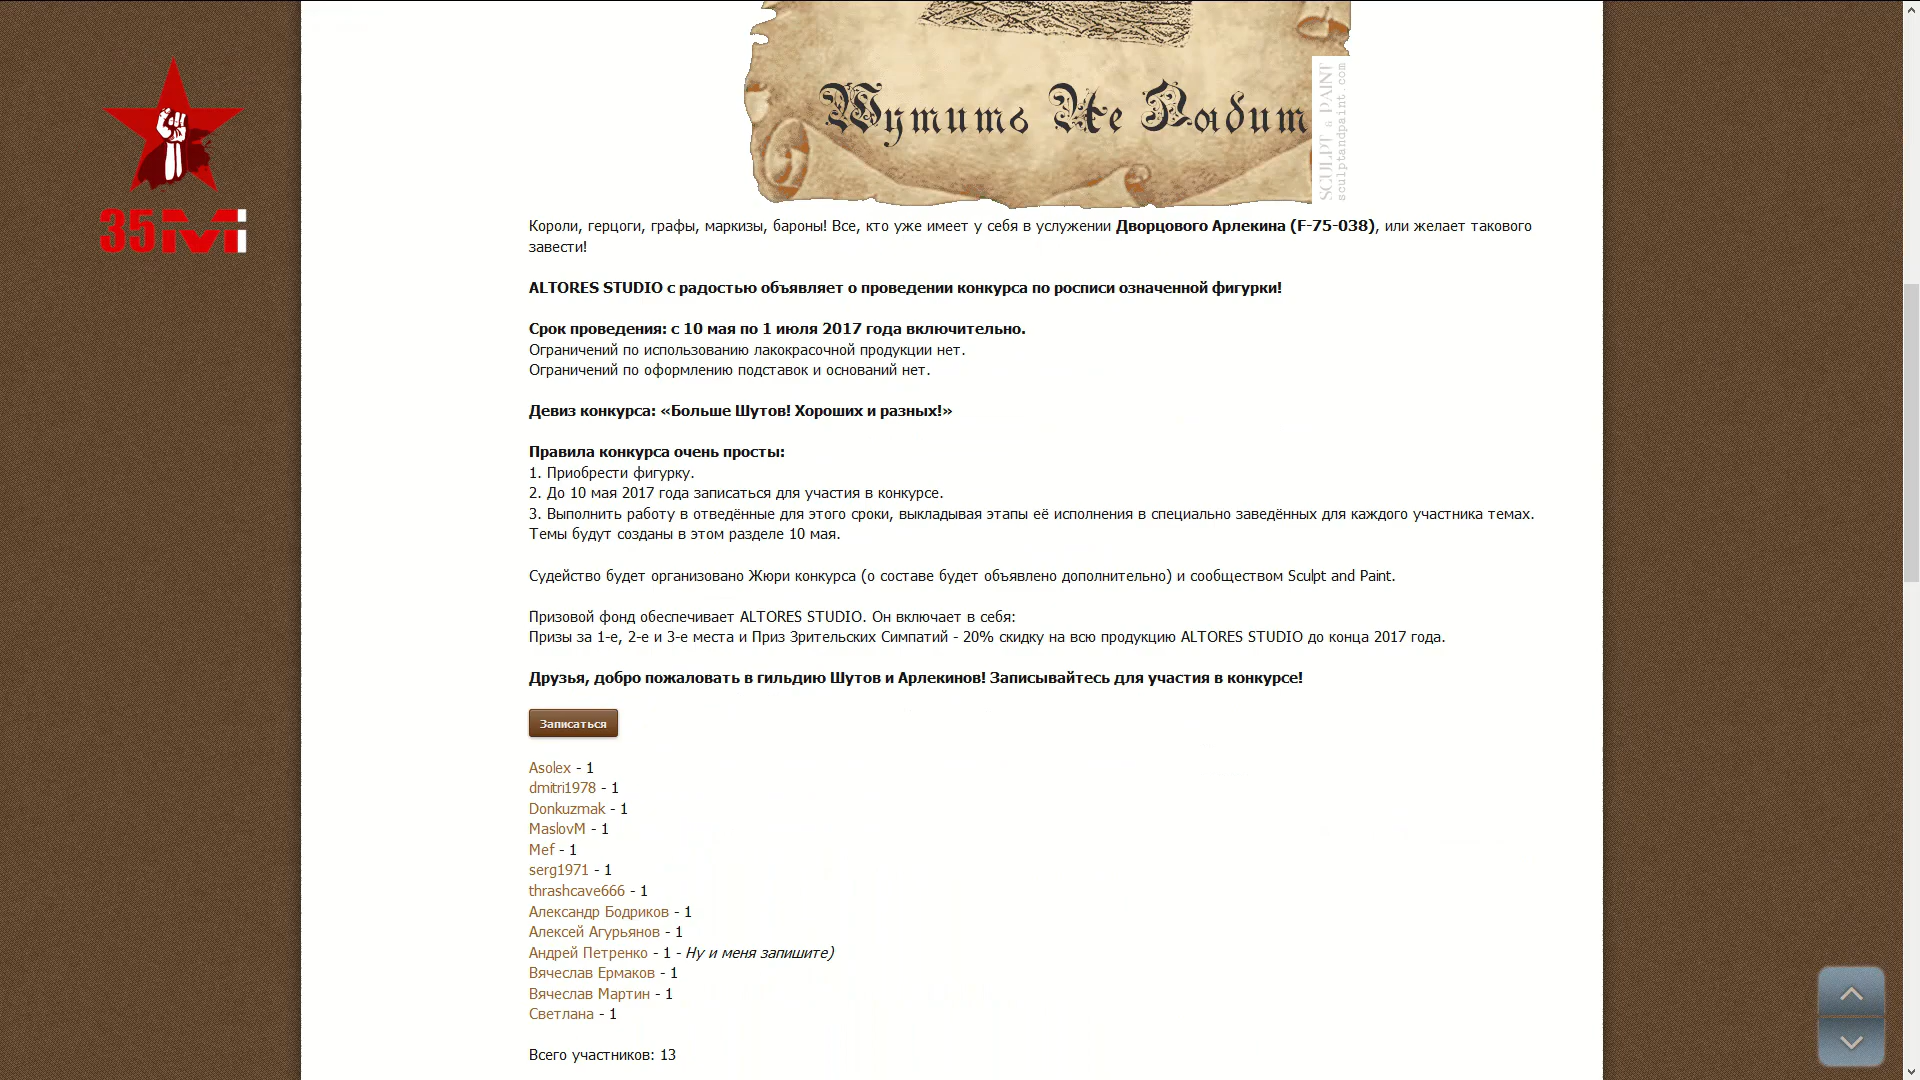 Шутить Не Любит
SCULPT & PAINT
sculptandpaint.com
35Mi
Короли, герцоги, графы, маркизы, бароны! Все, кто уже имеет у себя в услужении Дворцового Арлекина (F-75-038), или желает такового
завести!
ALTORES STUDIO с радостью объявляет о проведении конкурса по росписи означенной фигурки!
Срок проведения: с 10 мая по 1 июля 2017 года включительно.
Ограничений по использованию лакокрасочной продукции нет.
Ограничений по оформлению подставок и оснований нет.
Девиз конкурса: «Больше Шутов! Хороших и разных!»
Правила конкурса очень просты:
1. Приобрести фигурку.
2. До 10 мая 2017 года записаться для участия в конкурсе.
3. Выполнить работу в отведённые для этого сроки, выкладывая этапы её исполнения в специально заведённых для каждого участника темах.
Темы будут созданы в этом разделе 10 мая.
Судейство будет организовано Жюри конкурса (о составе будет объявлено дополнительно) и сообществом Sculpt and Paint.
Призовой фонд обеспечивает ALTORES STUDIO. Он включает в себя:
Призы за 1-е, 2-е и 3-е места и Приз Зрительских Симпатий - 20% скидку на всю продукцию ALTORES STUDIO до конца 2017 года.
Друзья, добро пожаловать в гильдию Шутов и Арлекинов! Записывайтесь для участия в конкурсе!
Записаться
Asolex - 1
dmitri1978 - 1
Donkuzmak - 1
MaslovM - 1
Mef - 1
serg1971 - 1
thrashcave666 - 1
Александр Бодриков - 1
Алексей Агурьянов - 1
Андрей Петренко - 1 - Ну и меня запишите)
Вячеслав Ермаков - 1
Вячеслав Мартин - 1
Светлана - 1
Всего участников: 13